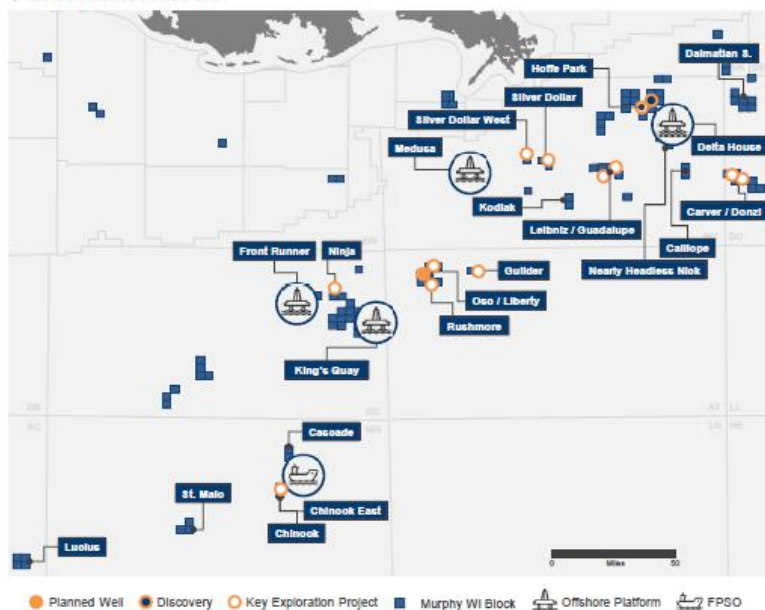 Dalmatian S.
Hoffe Park
Silver Dollar
Silver Dollar West
Medusa
Delta House
Kodiak
Carver / Donzi
Leibniz / Guadalupe
Calliope
Front Runner
Ninja
Nearly Headless Nick
Guilder
Oso / Liberty
Rushmore
King's Quay
Cascade
St. Malo
Chinook East
Chinook
Lucius
0
50
Miles
Planned Well
Discovery
Key Exploration Project
Murphy WI Block
Offshore Platform
FPSO